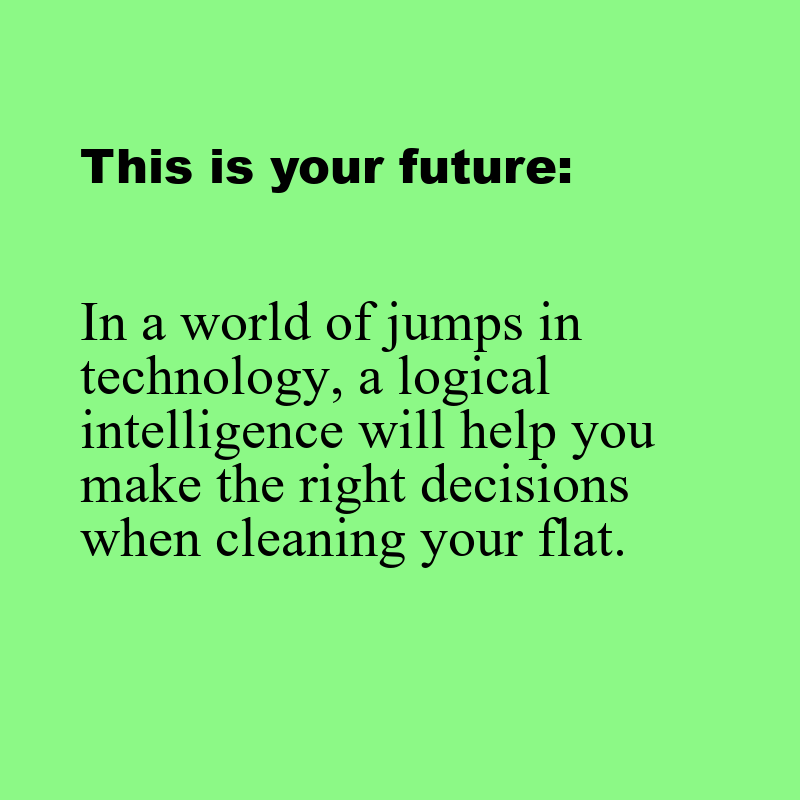 This is your future:
In a world of jumps in
technology, a logical
intelligence will help you
make the right decisions
when cleaning your flat.